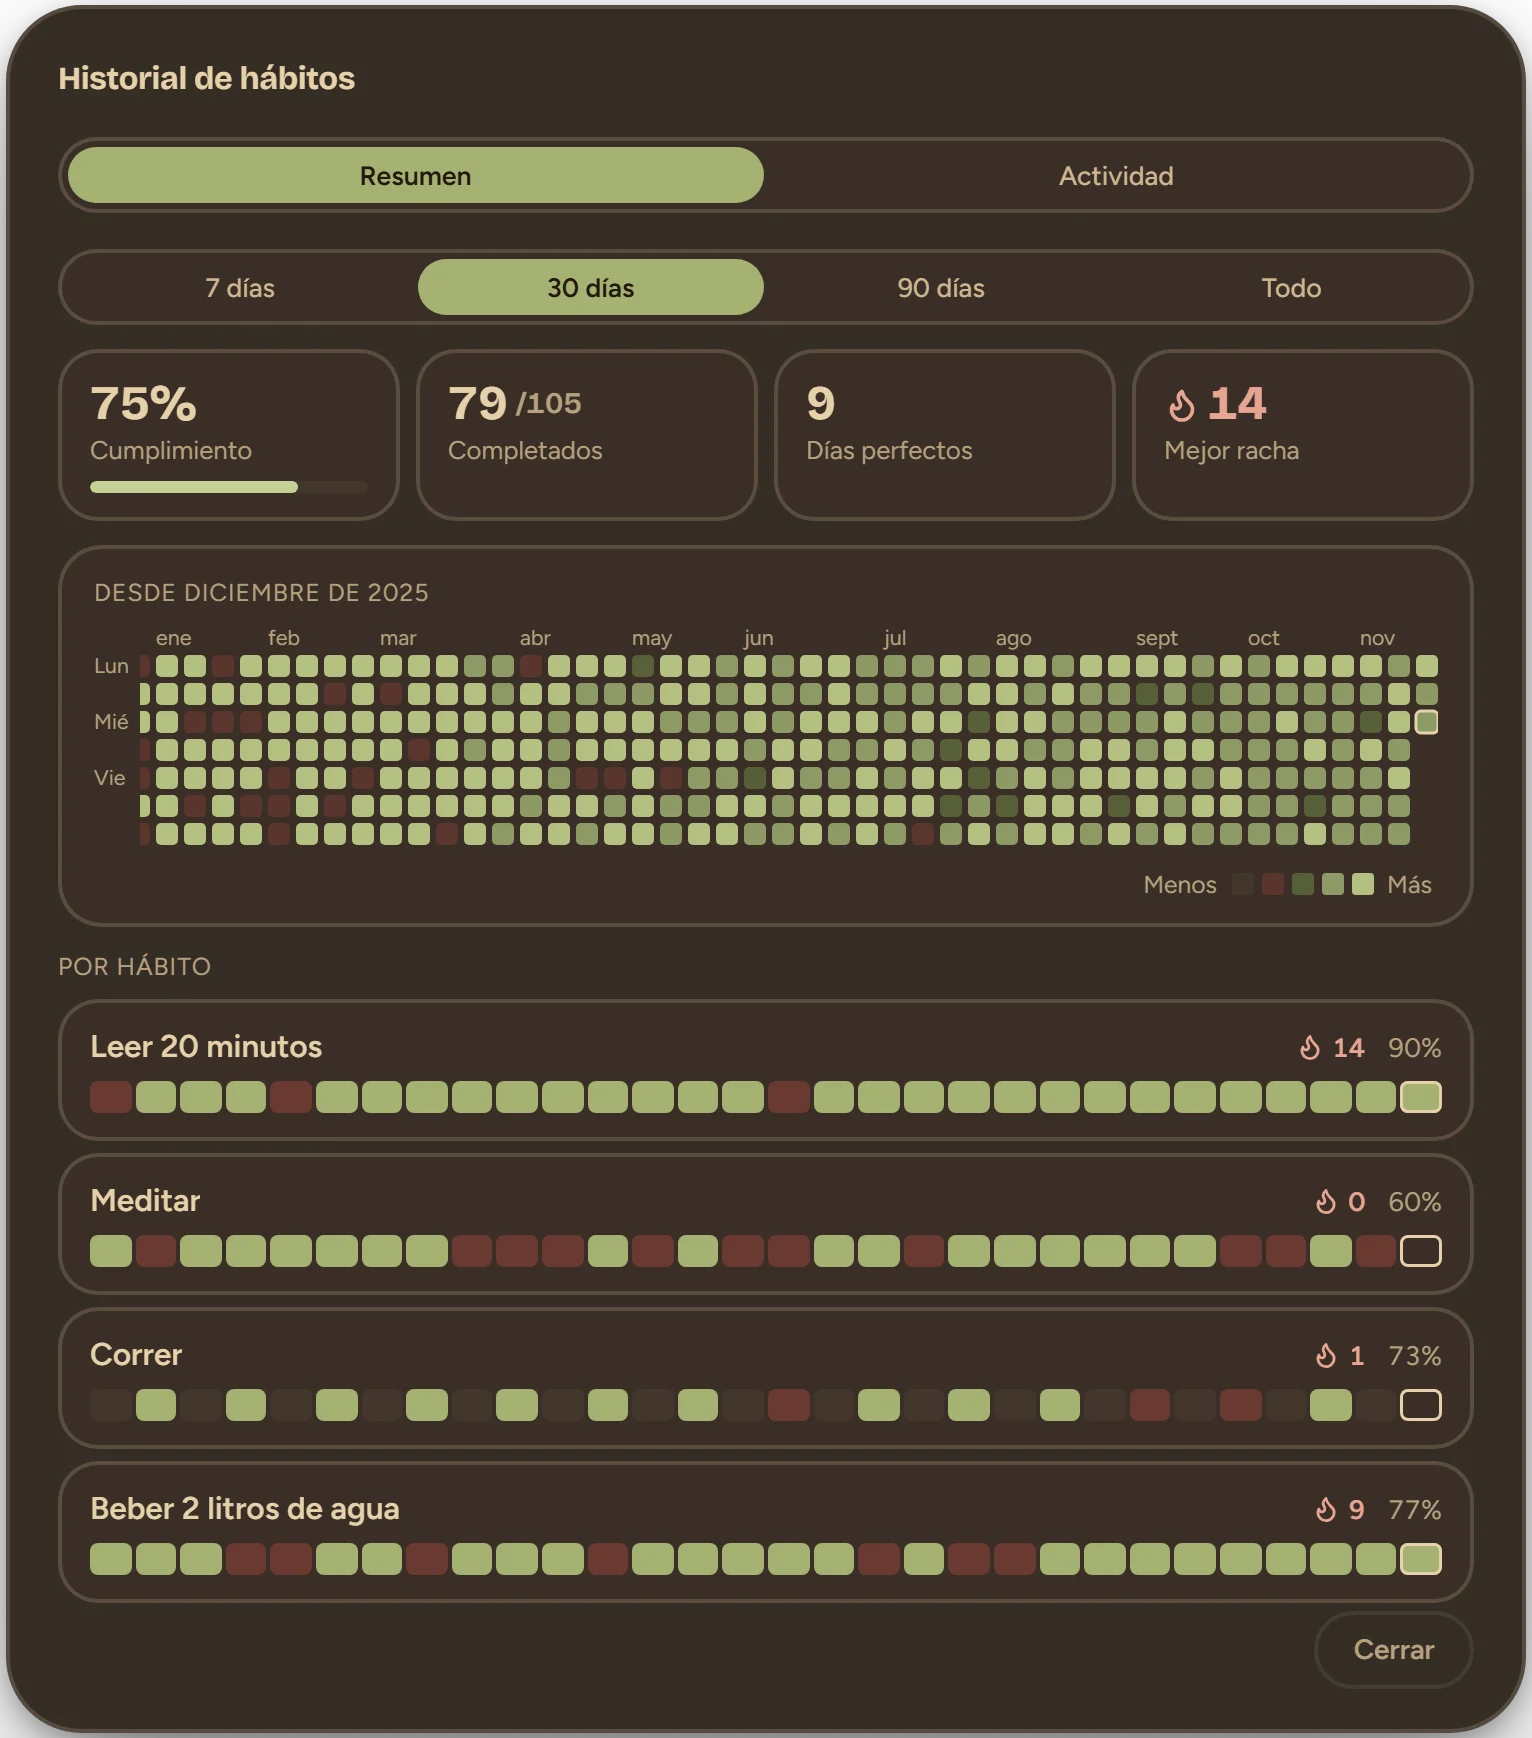 Historial de hábitos
Resumen Actividad
7 días 30 días 90 días Todo
75% 79 /105 9 14
Cumplimiento Completados Días perfectos Mejor racha
DESDE DICIEMBRE DE 2025
ene feb mar abr may jun jul ago sept oct nov
Lun
Mié
Vie
Menos Más
POR HÁBITO
Leer 20 minutos 14 90%
Meditar 0 60%
Correr 1 73%
Beber 2 litros de agua 9 77%
Cerrar